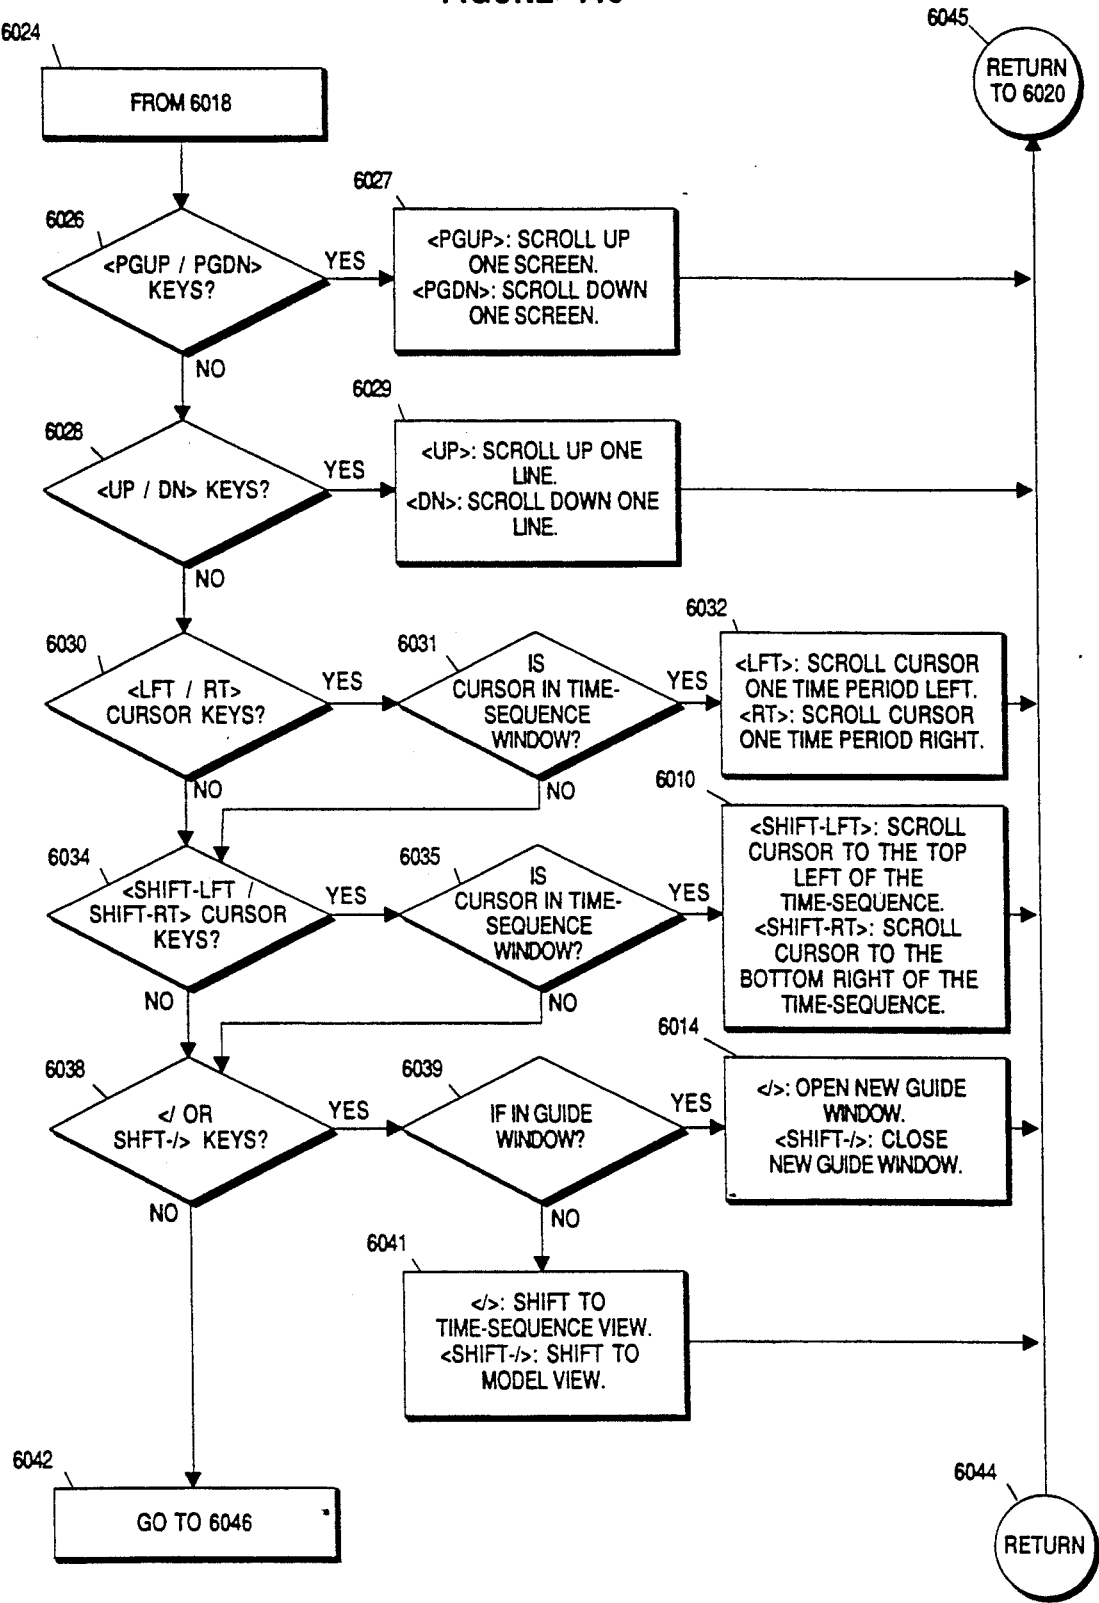 6024
FROM 6018
6045
RETURN
TO 6020
6026
<PGUP / PGDN>
KEYS?
YES
NO
6027
<PGUP>: SCROLL UP
ONE SCREEN.
<PGDN>: SCROLL DOWN
ONE SCREEN.
6028
<UP / DN> KEYS?
YES
NO
6029
<UP>: SCROLL UP ONE
LINE.
<DN>: SCROLL DOWN ONE
LINE.
6030
<LFT / RT>
CURSOR KEYS?
YES
NO
6031
IS
CURSOR IN TIME-
SEQUENCE
WINDOW?
YES
NO
6032
<LFT>: SCROLL CURSOR
ONE TIME PERIOD LEFT.
<RT>: SCROLL CURSOR
ONE TIME PERIOD RIGHT.
6034
<SHIFT-LFT /
SHIFT-RT> CURSOR
KEYS?
YES
NO
6035
IS
CURSOR IN TIME-
SEQUENCE
WINDOW?
YES
NO
6010
<SHIFT-LFT>: SCROLL
CURSOR TO THE TOP
LEFT OF THE
TIME-SEQUENCE.
<SHIFT-RT>: SCROLL
CURSOR TO THE
BOTTOM RIGHT OF THE
TIME-SEQUENCE.
6038
</ OR
SHFT-/> KEYS?
YES
NO
6039
IF IN GUIDE
WINDOW?
YES
NO
6014
</>: OPEN NEW GUIDE
WINDOW.
<SHIFT-/>: CLOSE
NEW GUIDE WINDOW.
6041
</>: SHIFT TO
TIME-SEQUENCE VIEW.
<SHIFT-/>: SHIFT TO
MODEL VIEW.
6042
GO TO 6046
6044
RETURN